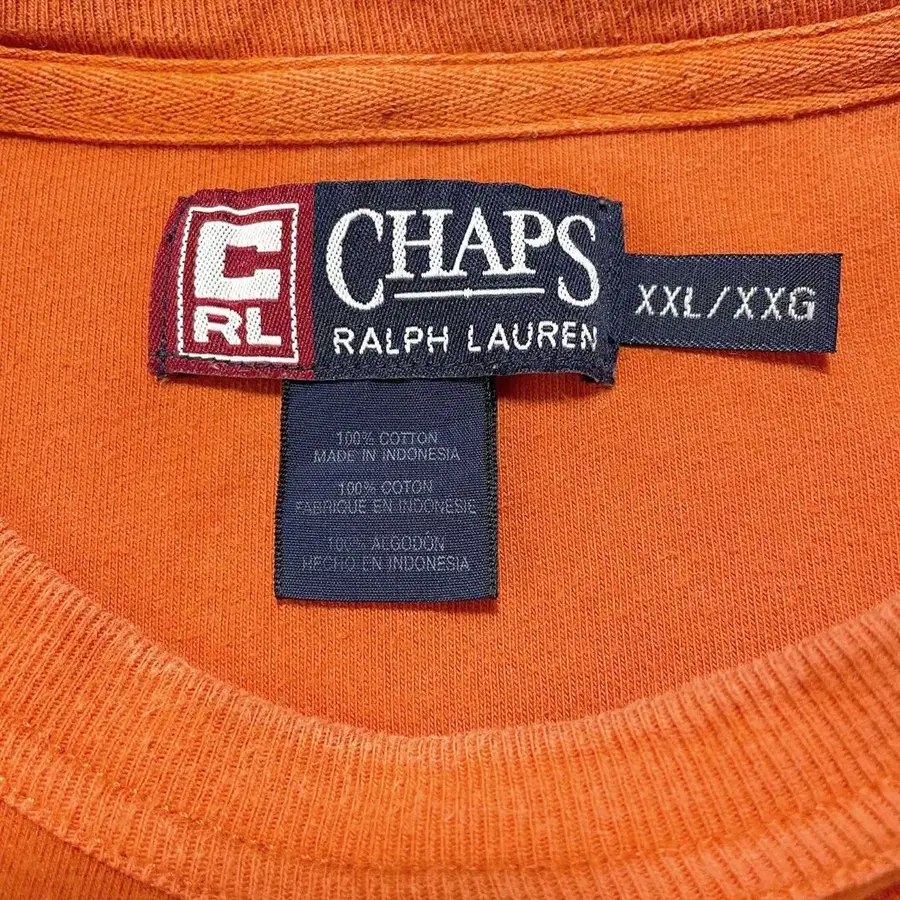 C
RL
CHAPS
RALPH LAUREN
XXL/XXG
100% COTTON
MADE IN INDONESIA
100% COTON
FABRIQUE EN INDONESIE
100% ALGODÓN
HECHO EN INDONESIA